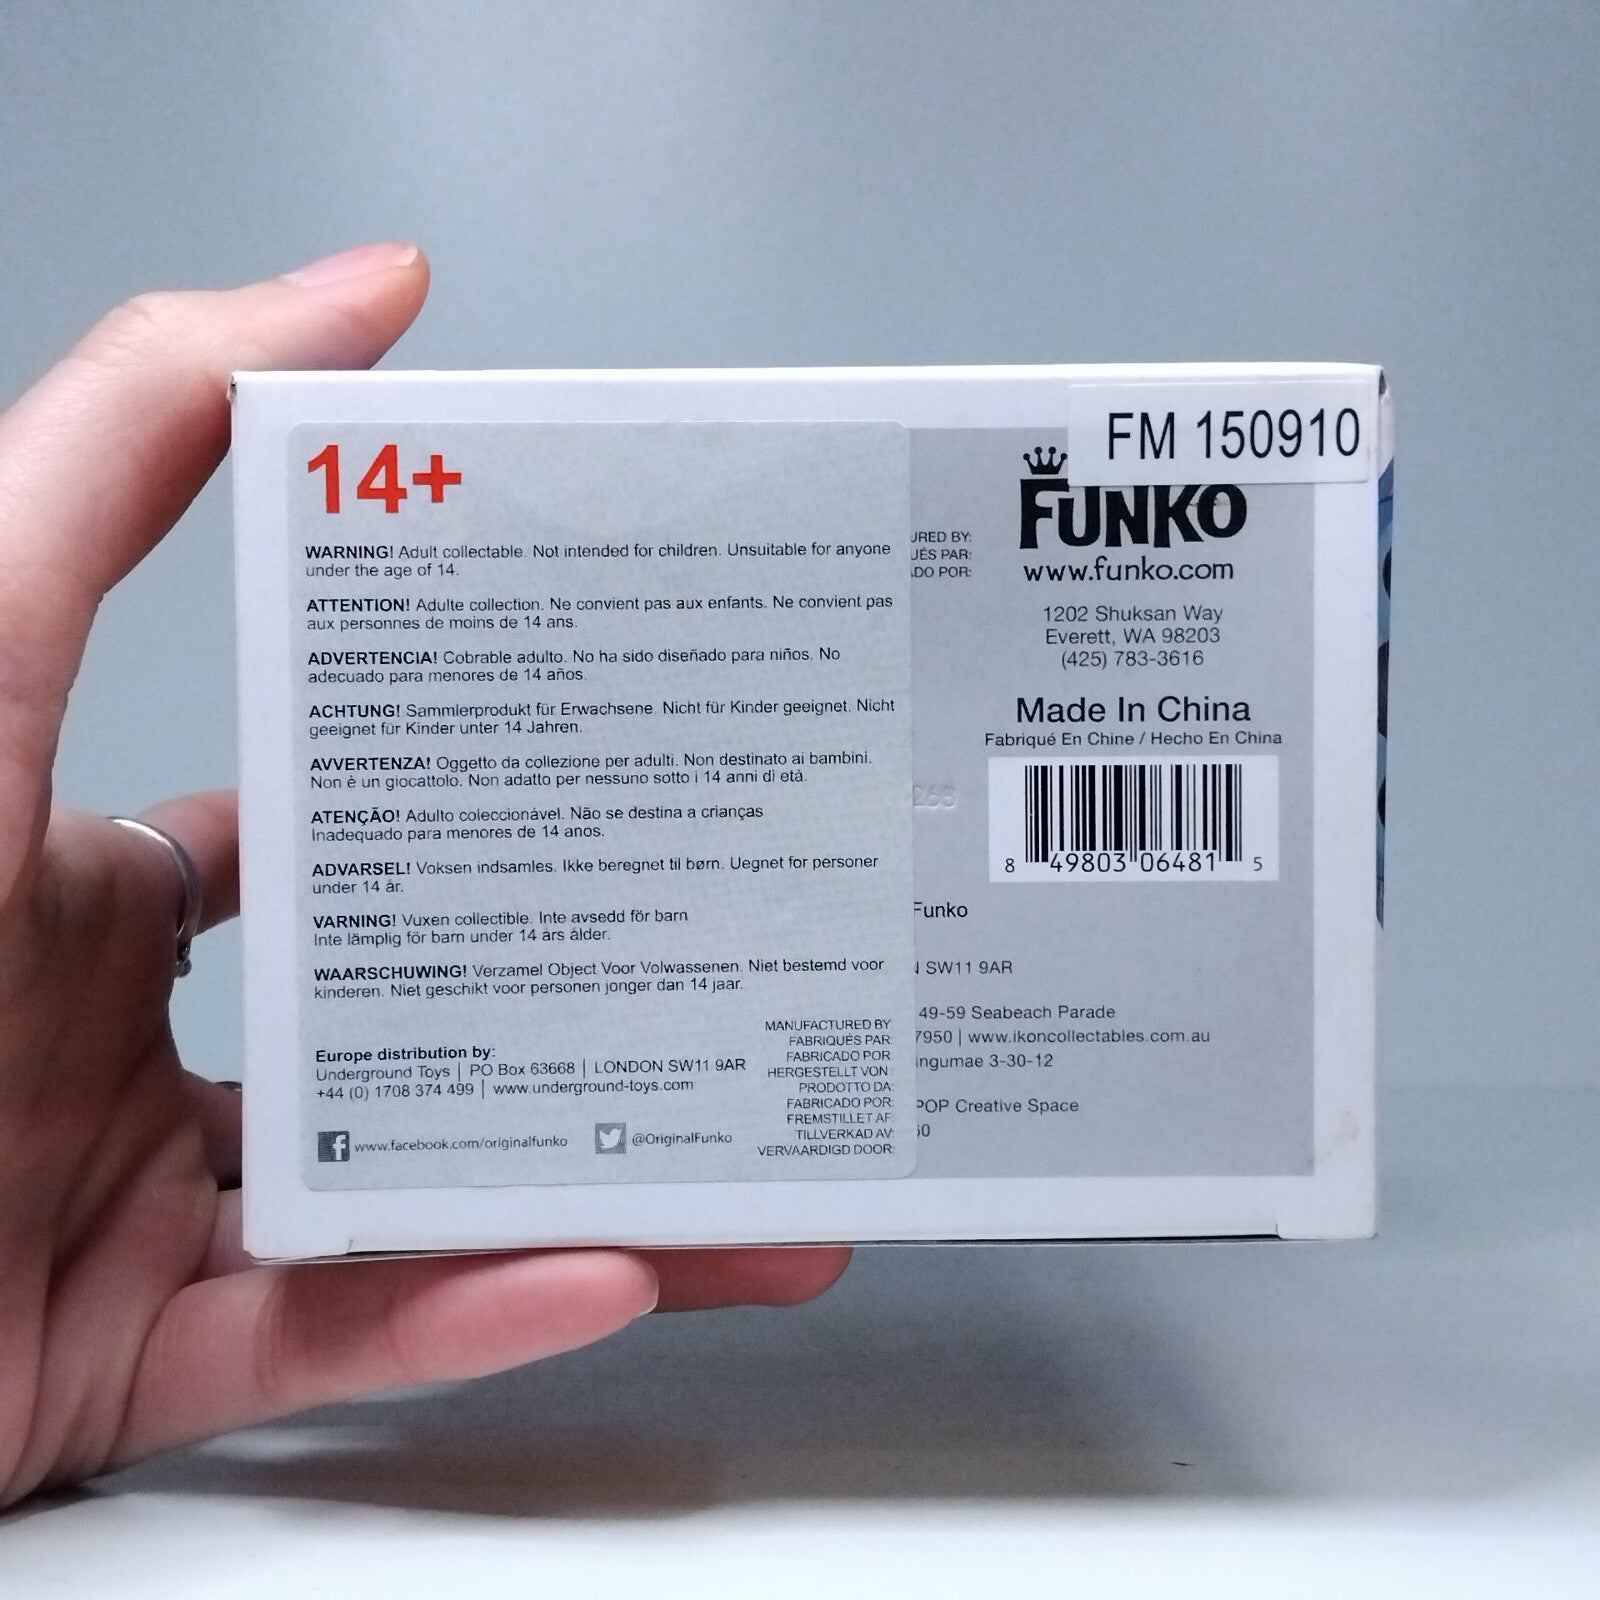 14+
WARNING! Adult collectable. Not intended for children. Unsuitable for anyone
under the age of 14.
ATTENTION! Adulte collection. Ne convient pas aux enfants. Ne convient pas
aux personnes de moins de 14 ans.
ADVERTENCIA! Cobrable adulto. No ha sido diseñado para niños. No
adecuado para menores de 14 años.
ACHTUNG! Sammlerprodukt für Erwachsene. Nicht für Kinder geeignet. Nicht
geeignet für Kinder unter 14 Jahren.
AVVERTENZA! Oggetto da collezione per adulti. Non destinato ai bambini.
Non è un giocattolo. Non adatto per nessuno sotto i 14 anni di età.
ATENÇÃO! Adulto coleccionável. Não se destina a crianças
Inadequado para menores de 14 anos.
ADVARSEL! Voksen indsamles. Ikke beregnet til børn. Uegnet for personer
under 14 år.
VARNING! Vuxen collectible. Inte avsedd för barn
Inte lämplig för barn under 14 års ålder.
WAARSCHUWING! Verzamel Object Voor Volwassenen. Niet bestemd voor
kinderen. Niet geschikt voor personen jonger dan 14 jaar.
Europe distribution by:
Underground Toys | PO Box 63668 | LONDON SW11 9AR
+44 (0) 1708 374 499 | www.underground-toys.com
www.facebook.com/originalfunko
@OriginalFunko
MANUFACTURED BY:
FABRIQUÉS PAR:
FABRICADO POR:
HERGESTELLT VON:
PRODOTTO DA:
FABRICADO POR:
FREMSTILLET AF:
TILLVERKAD AV:
VERVAARDIGD DOOR:
FM 150910
FUNKO
www.funko.com
URED BY:
UÉS PAR:
DO POR:
1202 Shuksan Way
Everett, WA 98203
(425) 783-3616
Made In China
Fabriqué En Chine / Hecho En China
8 49803 06481 5
Funko
SW11 9AR
49-59 Seabeach Parade
7950 | www.ikoncollectables.com.au
ingumae 3-30-12
POP Creative Space